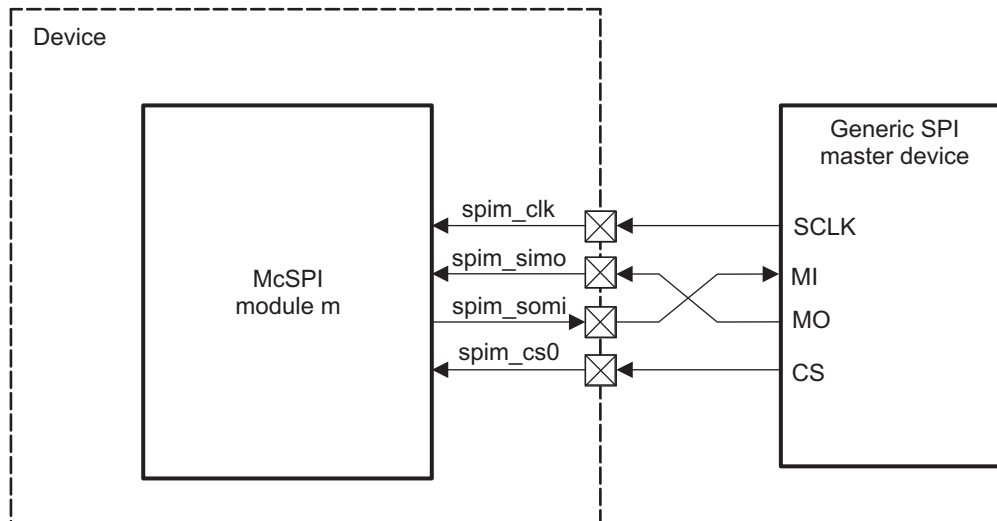 Device
Generic SPI
master device
spim_clk
SCLK
spim_simo
MI
McSPI
module m
spim_somi
MO
spim_cs0
CS